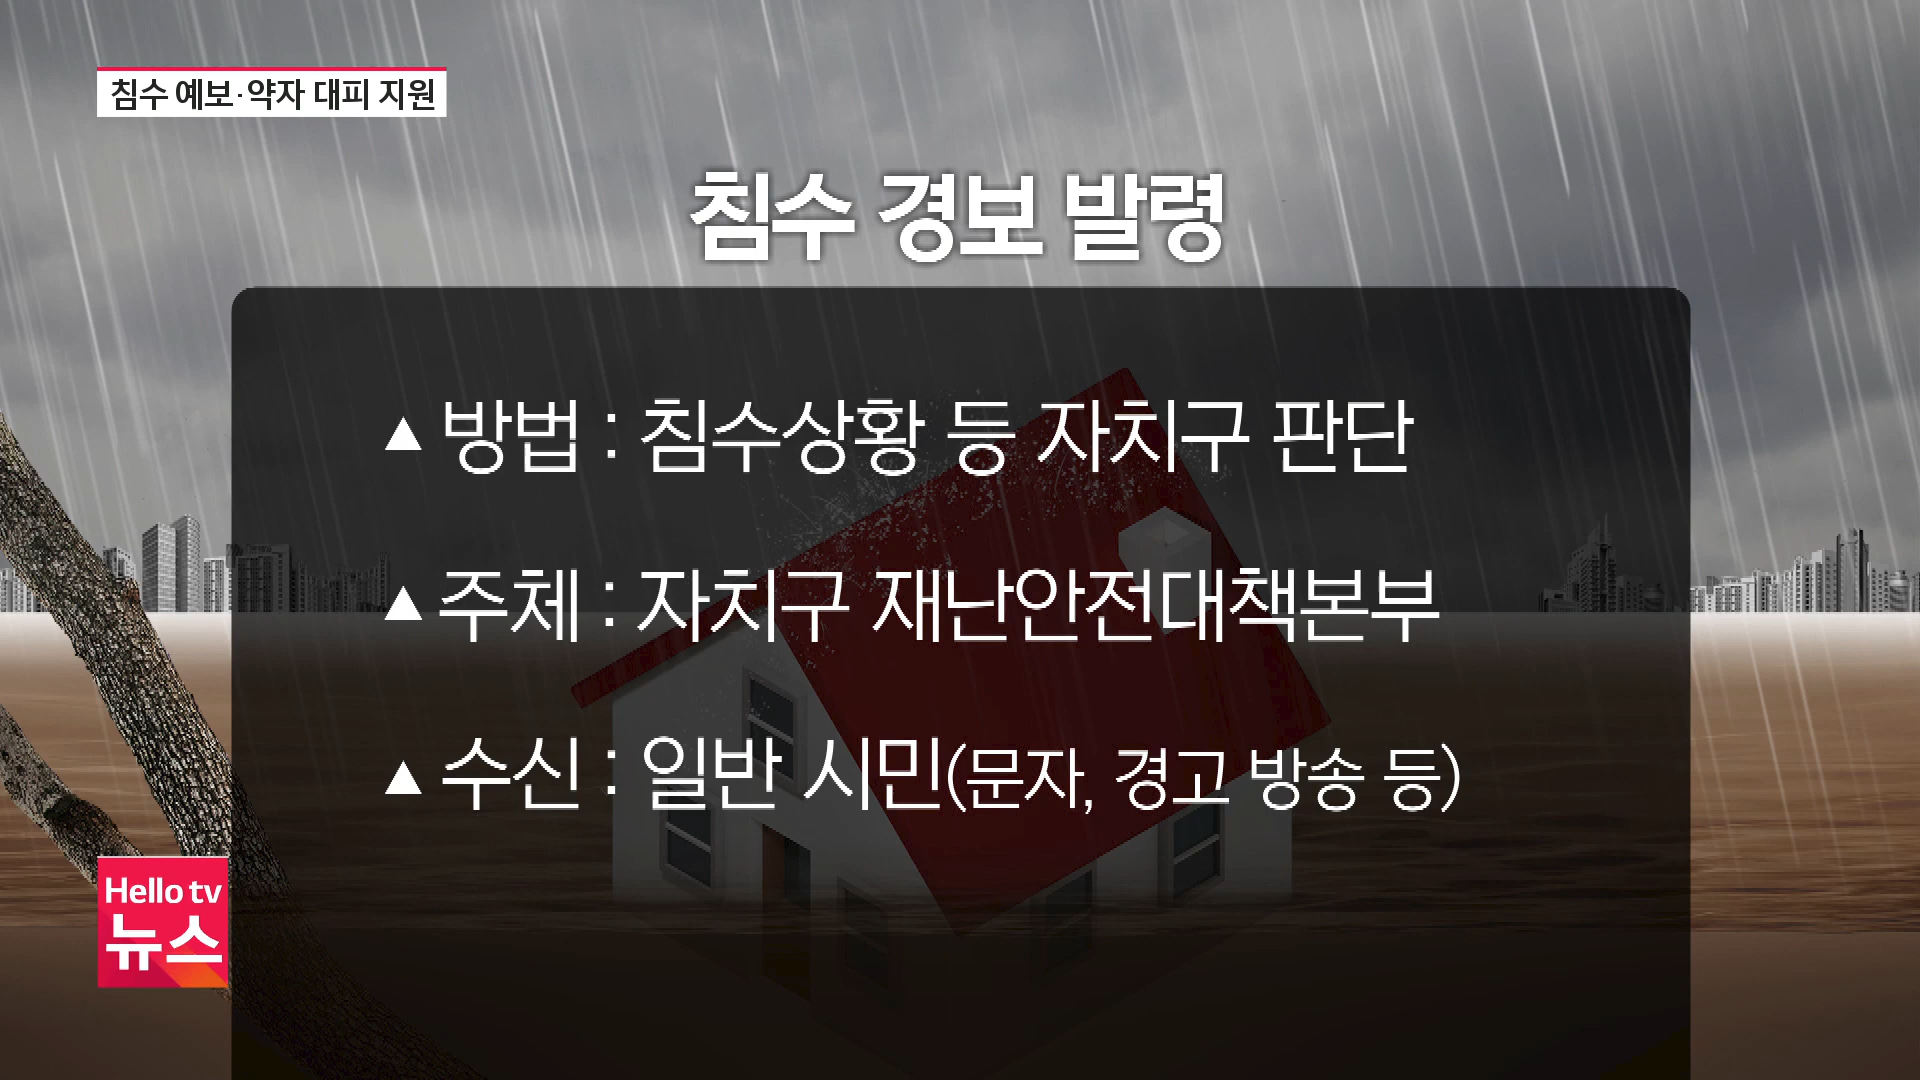 침수 예보·약자 대피 지원
침수 경보 발령
▲ 방법 : 침수상황 등 자치구 판단
▲ 주체 : 자치구 재난안전대책본부
▲ 수신 : 일반 시민(문자, 경고 방송 등)
Hello tv
뉴스